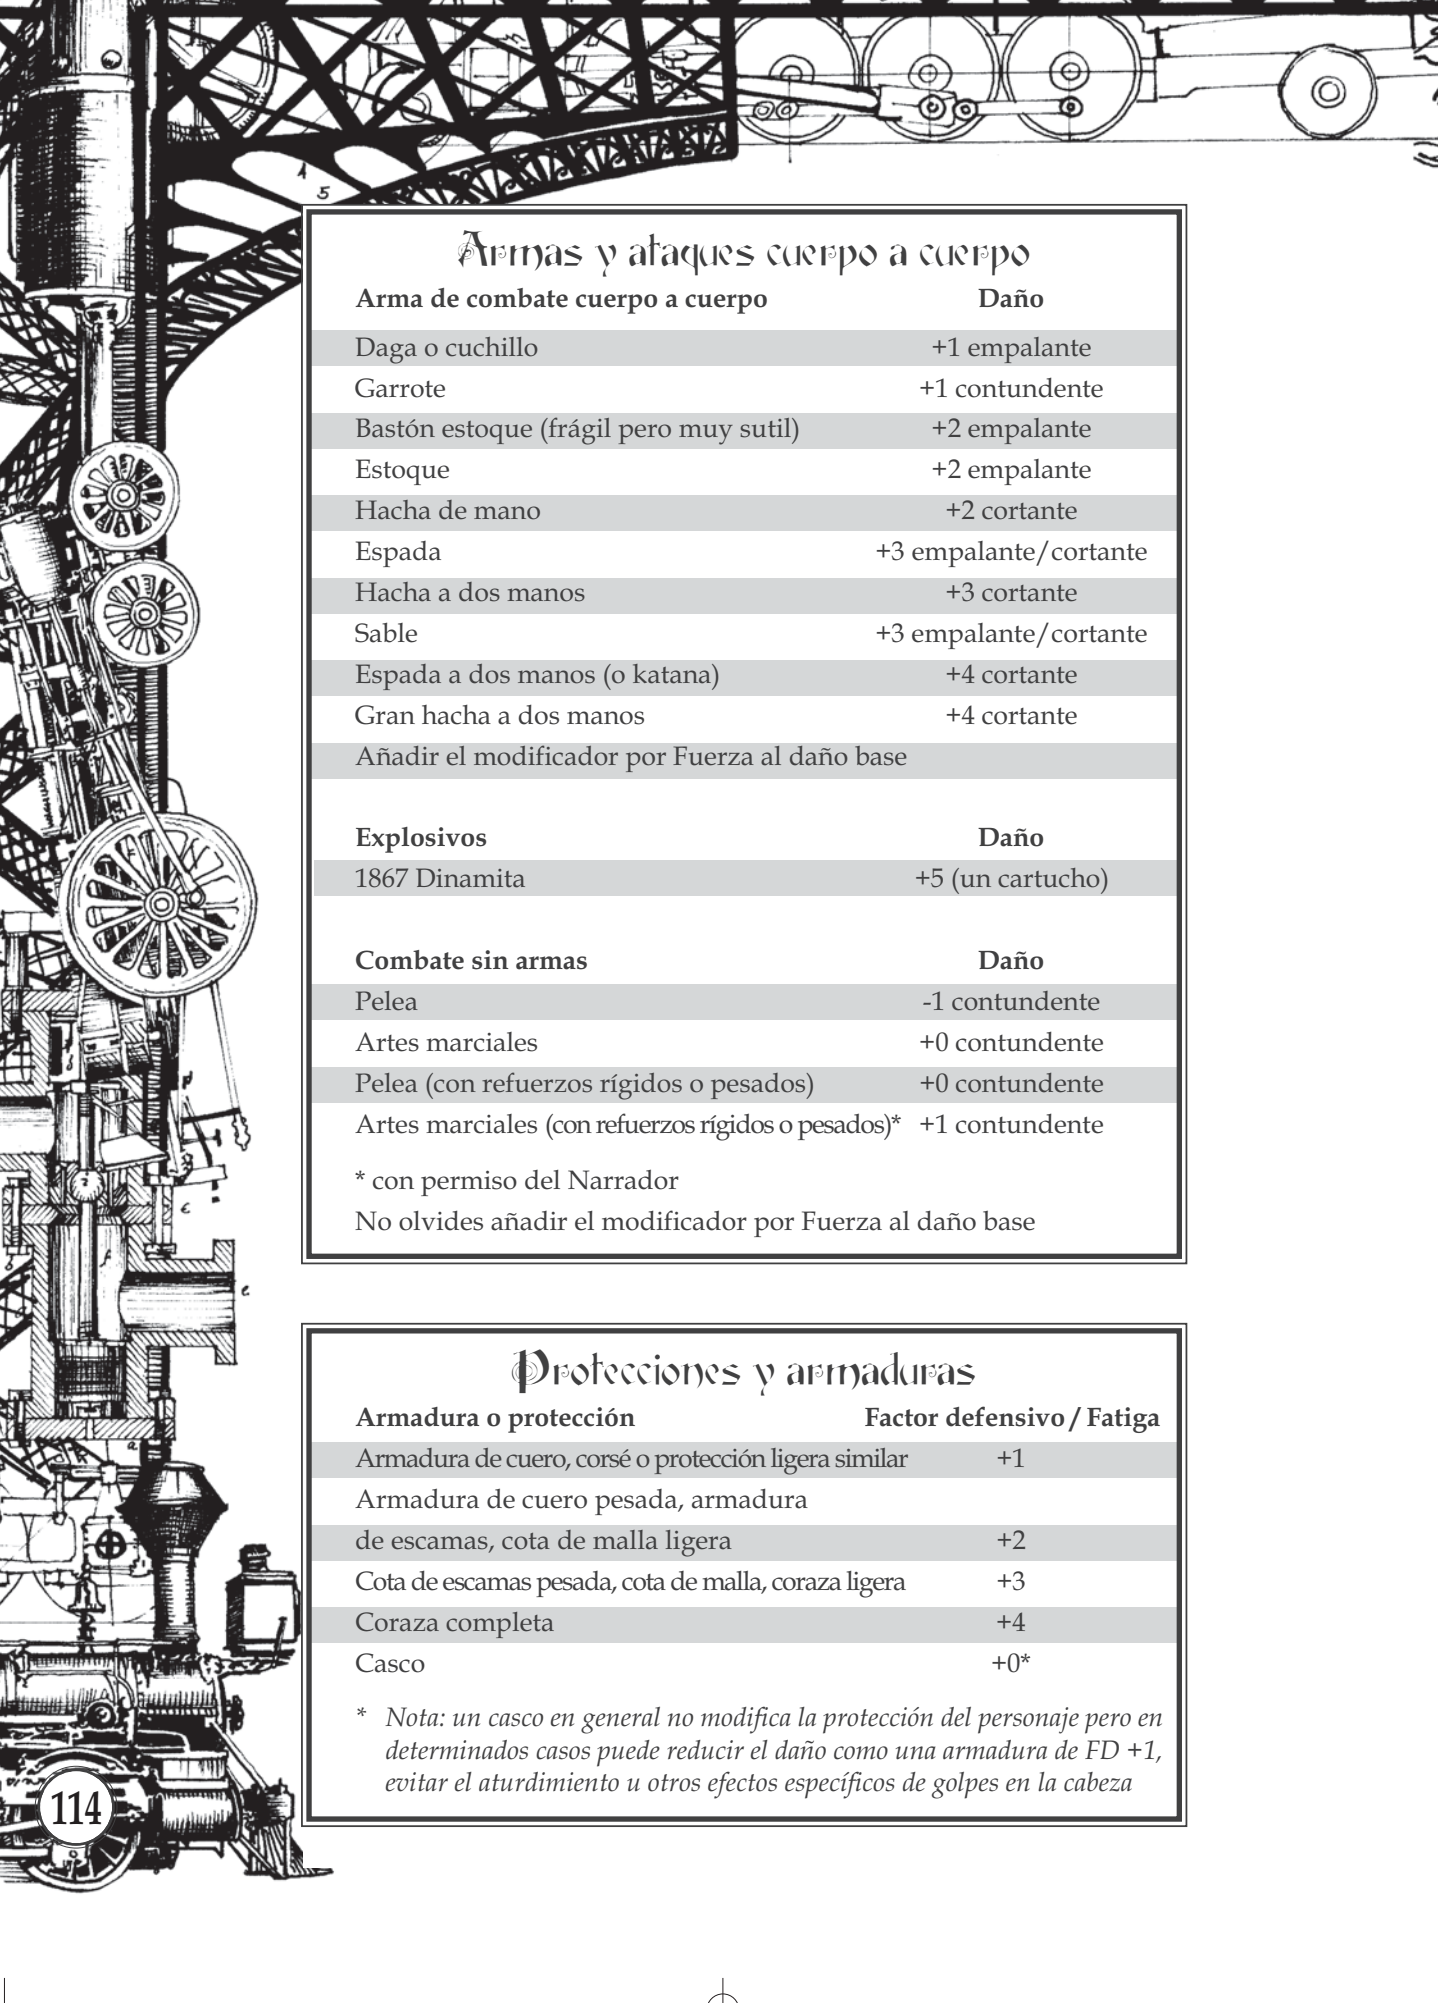 Armas y ataques cuerpo a cuerpo
Arma de combate cuerpo a cuerpo Daño
Daga o cuchillo +1 empalante
Garrote +1 contundente
Bastón estoque (frágil pero muy sutil) +2 empalante
Estoque +2 empalante
Hacha de mano +2 cortante
Espada +3 empalante/cortante
Hacha a dos manos +3 cortante
Sable +3 empalante/cortante
Espada a dos manos (o katana) +4 cortante
Gran hacha a dos manos +4 cortante
Añadir el modificador por Fuerza al daño base
Explosivos Daño
1867 Dinamita +5 (un cartucho)
Combate sin armas Daño
Pelea -1 contundente
Artes marciales +0 contundente
Pelea (con refuerzos rígidos o pesados) +0 contundente
Artes marciales (con refuerzos rígidos o pesados)* +1 contundente
* con permiso del Narrador
No olvides añadir el modificador por Fuerza al daño base
Protecciones y armaduras
Armadura o protección Factor defensivo / Fatiga
Armadura de cuero, corsé o protección ligera similar +1
Armadura de cuero pesada, armadura
de escamas, cota de malla ligera +2
Cota de escamas pesada, cota de malla, coraza ligera +3
Coraza completa +4
Casco +0*
* Nota: un casco en general no modifica la protección del personaje pero en
determinados casos puede reducir el daño como una armadura de FD +1,
evitar el aturdimiento u otros efectos específicos de golpes en la cabeza
114